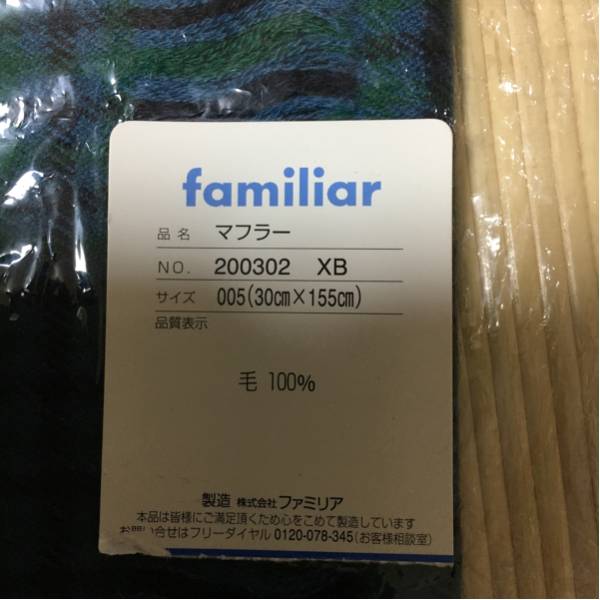 familiar
品名 マフラー
NO. 200302 XB
サイズ 005(30cm×155cm)
品質表示
毛 100%
製造 株式会社ファミリア
本品は皆様にご満足頂くため心をこめて製造しています
お問い合せはフリーダイヤル 0120-078-345(お客様相談室)